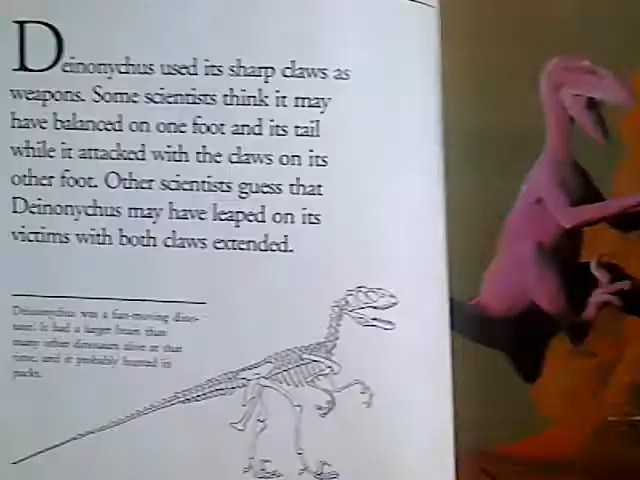 Deinonychus used its sharp claws as
weapons. Some scientists think it may
have balanced on one foot and its tail
while it attacked with the claws on its
other foot. Other scientists guess that
Deinonychus may have leaped on its
victims with both claws extended.
Deinonychus was a fast-moving dino-
saur. It had a larger brain than
many other dinosaurs alive at that
time, and it probably hunted in
packs.